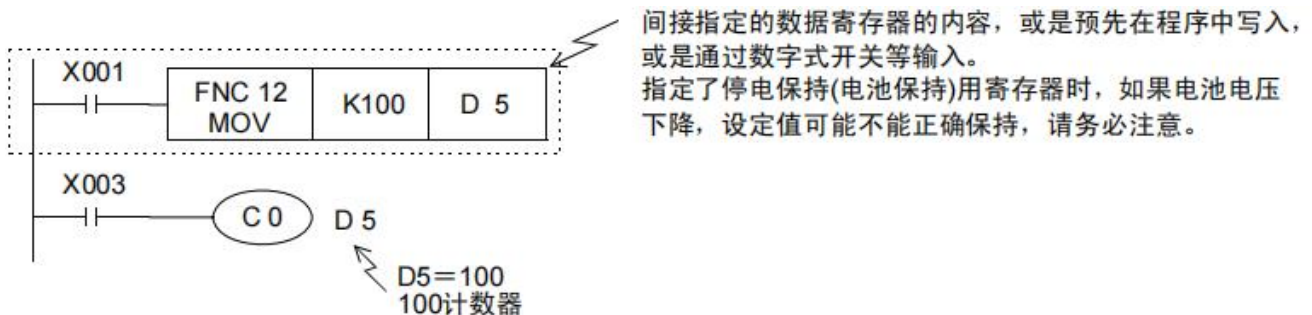 间接指定的数据寄存器的内容，或是预先在程序中写入，
或是通过数字式开关等输入。
指定了停电保持(电池保持)用寄存器时，如果电池电压
下降，设定值可能不能正确保持，请务必注意。
X001
FNC 12
MOV
K100
D 5
X003
C 0
D 5
D5＝100
100计数器